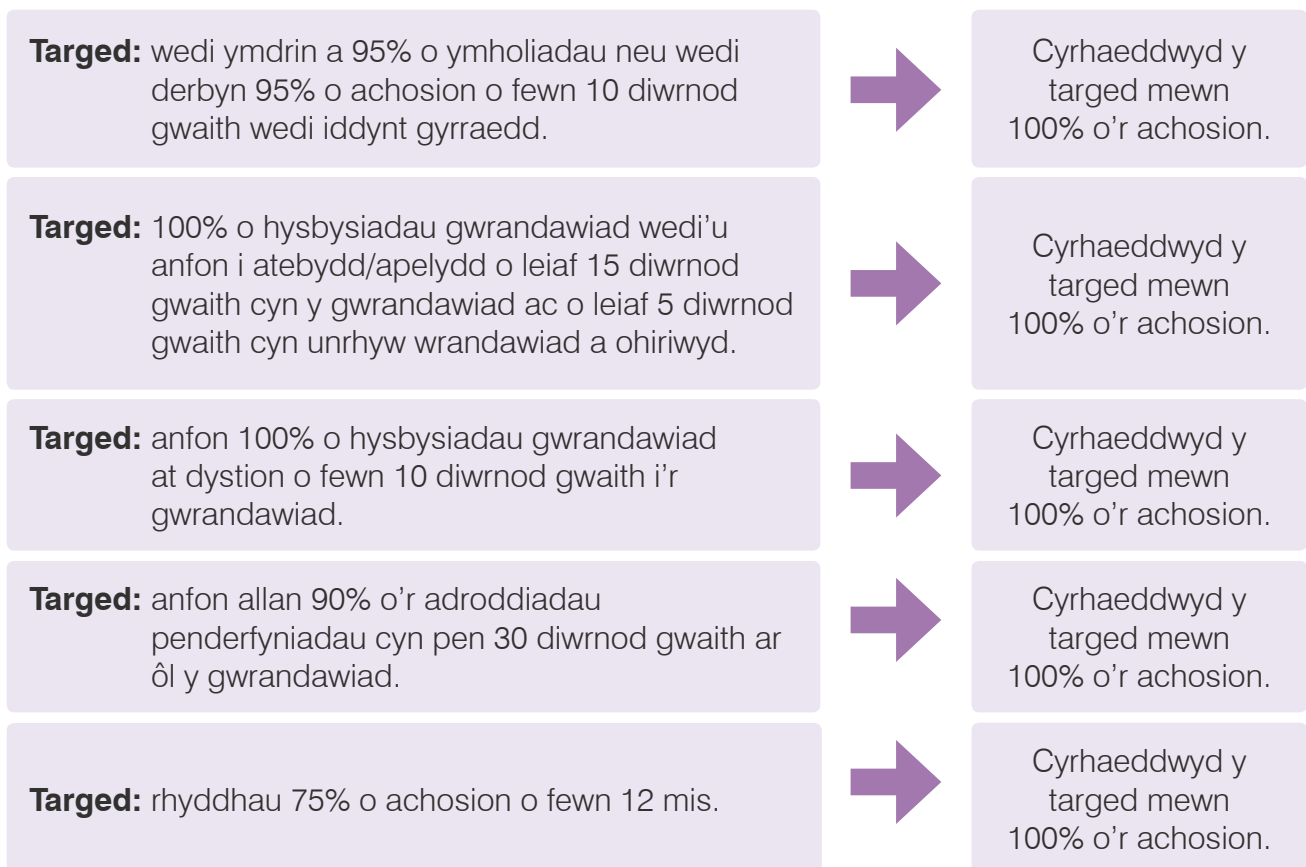 Targed: wedi ymdrin a 95% o ymholiadau neu wedi
derbyn 95% o achosion o fewn 10 diwrnod
gwaith wedi iddynt gyrraedd.
Cyrhaeddwyd y
targed mewn
100% o'r achosion.
Targed: 100% o hysbysiadau gwrandawiad wedi'u
anfon i atebydd/apelydd o leiaf 15 diwrnod
gwaith cyn y gwrandawiad ac o leiaf 5 diwrnod
gwaith cyn unrhyw wrandawiad a ohiriwyd.
Cyrhaeddwyd y
targed mewn
100% o'r achosion.
Targed: anfon 100% o hysbysiadau gwrandawiad
at dystion o fewn 10 diwrnod gwaith i'r
gwrandawiad.
Cyrhaeddwyd y
targed mewn
100% o'r achosion.
Targed: anfon allan 90% o'r adroddiadau
penderfyniadau cyn pen 30 diwrnod gwaith ar
ôl y gwrandawiad.
Cyrhaeddwyd y
targed mewn
100% o'r achosion.
Targed: rhyddhau 75% o achosion o fewn 12 mis.
Cyrhaeddwyd y
targed mewn
100% o'r achosion.